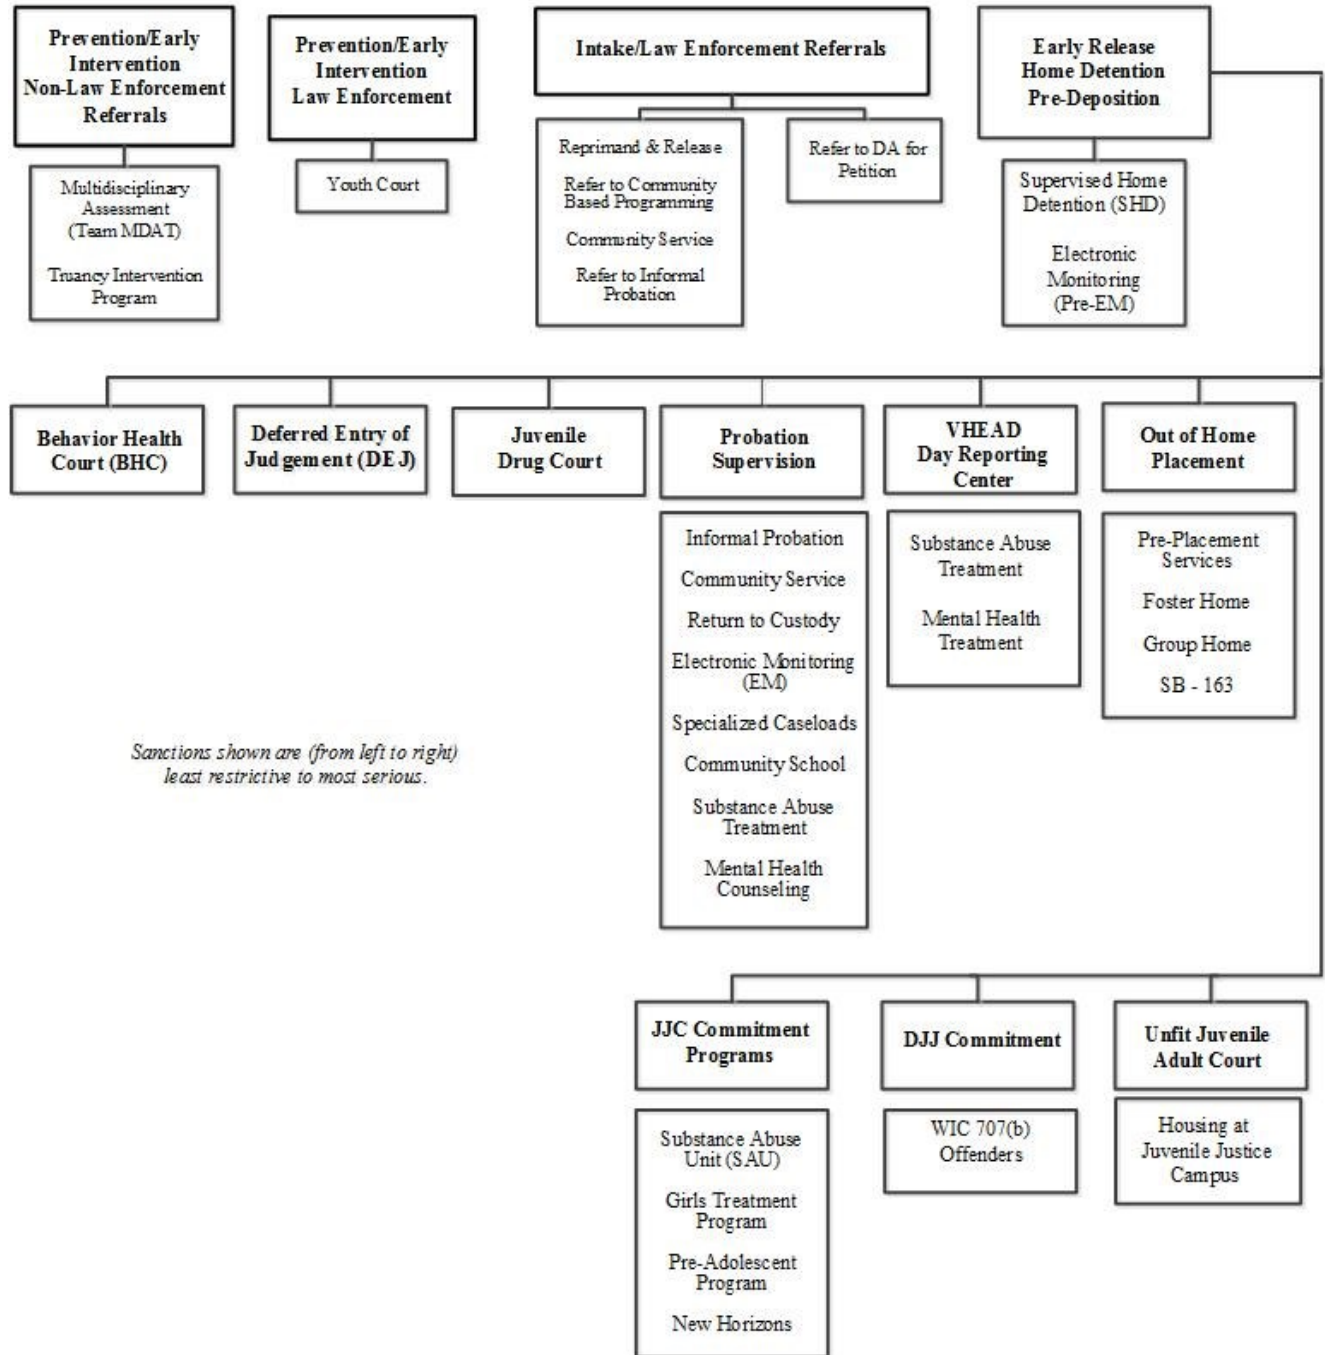 Prevention/Early
Intervention
Non-Law Enforcement
Referrals
Multidisciplinary
Assessment
(Team MDAT)
Truancy Intervention
Program
Prevention/Early
Intervention
Law Enforcement
Youth Court
Intake/Law Enforcement Referrals
Reprimand & Release
Refer to Community
Based Programming
Community Service
Refer to Informal
Probation
Refer to DA for
Petition
Early Release
Home Detention
Pre-Deposition
Supervised Home
Detention (SHD)
Electronic
Monitoring
(Pre-EM)
Behavior Health
Court (BHC)
Deferred Entry of
Judgement (DEJ)
Juvenile
Drug Court
Probation
Supervision
Informal Probation
Community Service
Return to Custody
Electronic Monitoring
(EM)
Specialized Caseloads
Community School
Substance Abuse
Treatment
Mental Health
Counseling
VHEAD
Day Reporting
Center
Substance Abuse
Treatment
Mental Health
Treatment
Out of Home
Placement
Pre-Placement
Services
Foster Home
Group Home
SB - 163
Sanctions shown are (from left to right)
least restrictive to most serious.
JJC Commitment
Programs
Substance Abuse
Unit (SAU)
Girls Treatment
Program
Pre-Adolescent
Program
New Horizons
DJJ Commitment
WIC 707(b)
Offenders
Unfit Juvenile
Adult Court
Housing at
Juvenile Justice
Campus